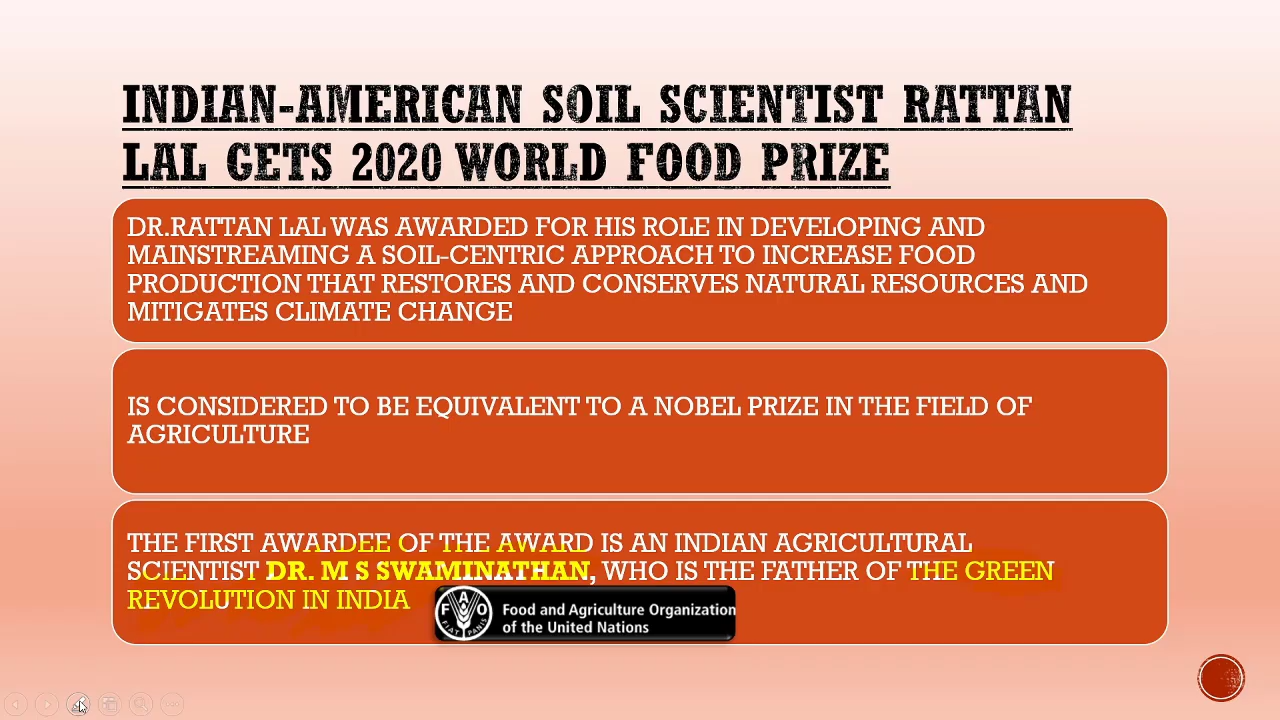 INDIAN-AMERICAN SOIL SCIENTIST RATTAN
LAL GETS 2020 WORLD FOOD PRIZE
DR.RATTAN LAL WAS AWARDED FOR HIS ROLE IN DEVELOPING AND
MAINSTREAMING A SOIL-CENTRIC APPROACH TO INCREASE FOOD
PRODUCTION THAT RESTORES AND CONSERVES NATURAL RESOURCES AND
MITIGATES CLIMATE CHANGE
IS CONSIDERED TO BE EQUIVALENT TO A NOBEL PRIZE IN THE FIELD OF
AGRICULTURE
THE FIRST AWARDEE OF THE AWARD IS AN INDIAN AGRICULTURAL
SCIENTIST DR. M S SWAMINATHAN, WHO IS THE FATHER OF THE GREEN
REVOLUTION IN INDIA
F A O
FIAT PANIS
Food and Agriculture Organization
of the United Nations